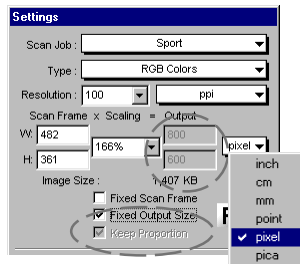 Settings
Scan Job : Sport
Type : RGB Colors
Resolution : 100 ppi
Scan Frame x Scaling = Output
W: 482 166% 800 pixel
H: 361 600
Image Size : 1,407 KB
Fixed Scan Frame
Fixed Output Size
Keep Proportion
inch
cm
mm
point
pixel
pica